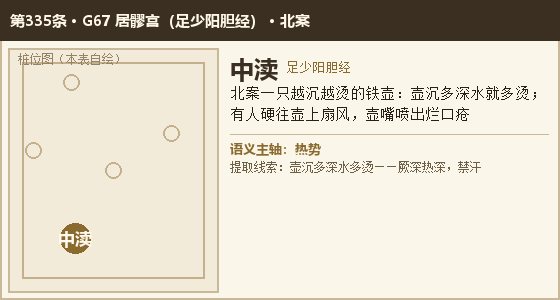 第335条·G67 居髎宫（足少阳胆经）·北案
桩位图（本表自绘）
中渎
中渎 足少阳胆经
北案一只越沉越烫的铁壶：壶沉多深水就多烫；
有人硬往壶上扇风，壶嘴喷出烂口疮
语义主轴：热势
提取线索：壶沉多深水多烫——厥深热深，禁汗